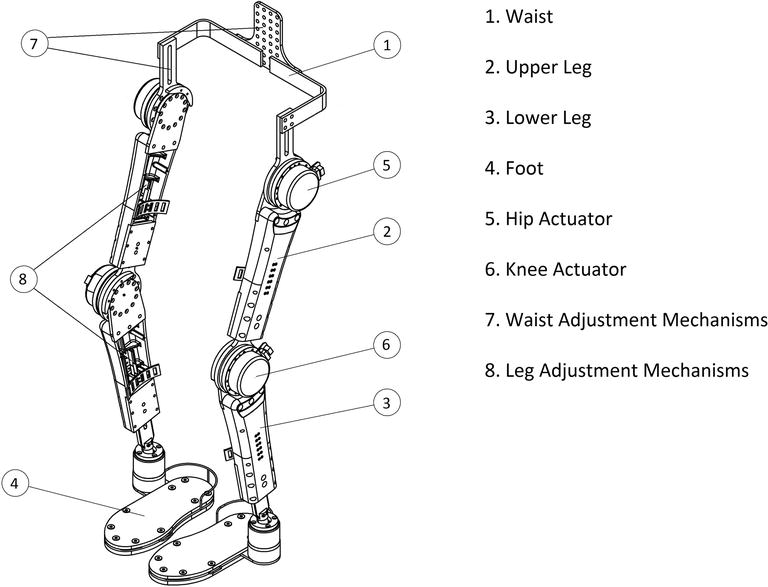 7
1
5
2
8
6
3
4
1. Waist
2. Upper Leg
3. Lower Leg
4. Foot
5. Hip Actuator
6. Knee Actuator
7. Waist Adjustment Mechanisms
8. Leg Adjustment Mechanisms